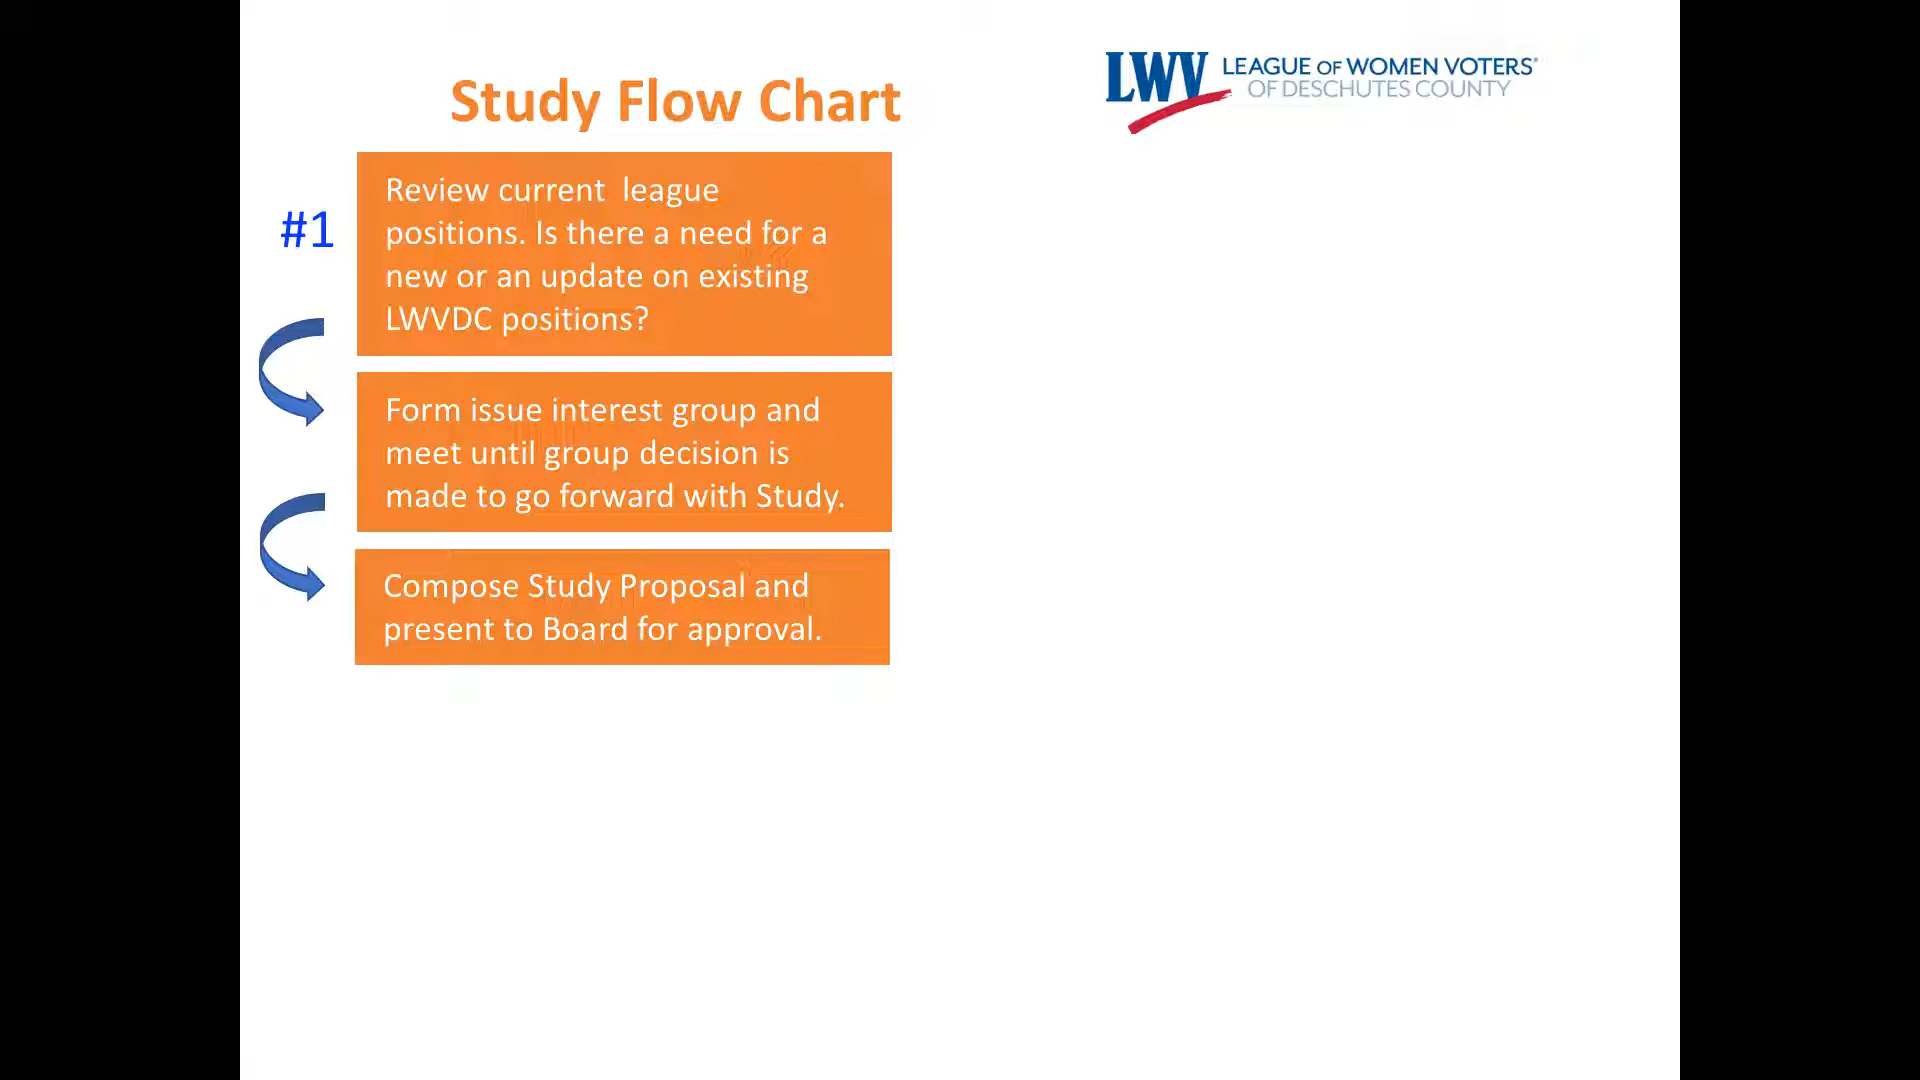 Study Flow Chart
LWV LEAGUE OF WOMEN VOTERS®
OF DESCHUTES COUNTY
#1
Review current league
positions. Is there a need for a
new or an update on existing
LWVDC positions?
Form issue interest group and
meet until group decision is
made to go forward with Study.
Compose Study Proposal and
present to Board for approval.